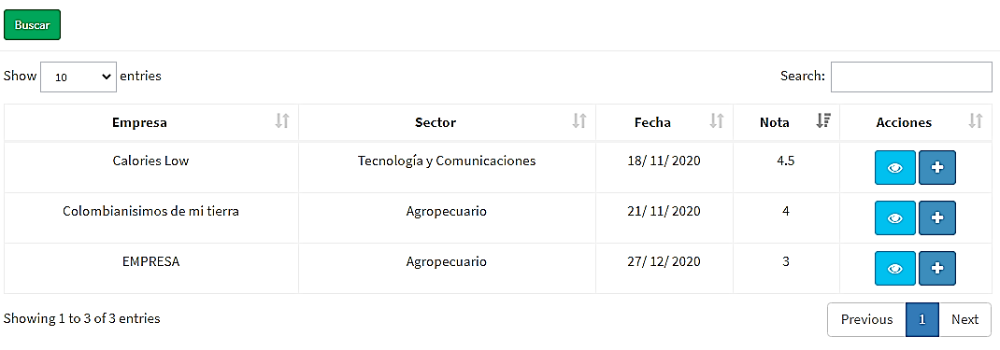 Buscar
Show 10 entries Search:
Empresa Sector Fecha Nota Acciones
Calories Low Tecnología y Comunicaciones 18/ 11/ 2020 4.5
Colombianisimos de mi tierra Agropecuario 21/ 11/ 2020 4
EMPRESA Agropecuario 27/ 12/ 2020 3
Showing 1 to 3 of 3 entries Previous 1 Next